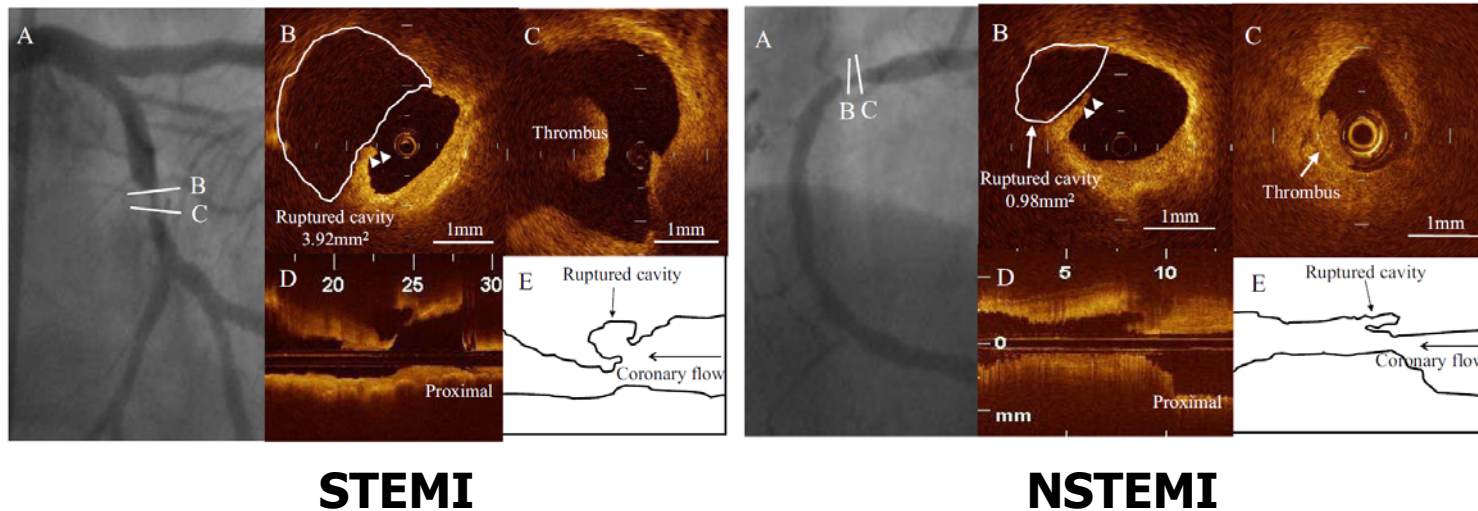 A
B
C
B
Ruptured cavity
3.92mm²
1mm
C
Thrombus
1mm
D
20 25 30
Proximal
E
Ruptured cavity
Coronary flow
STEMI
A
B C
B
Ruptured cavity
0.98mm²
1mm
C
Thrombus
1mm
D
5 10
0
mm
Proximal
E
Ruptured cavity
Coronary flow
NSTEMI